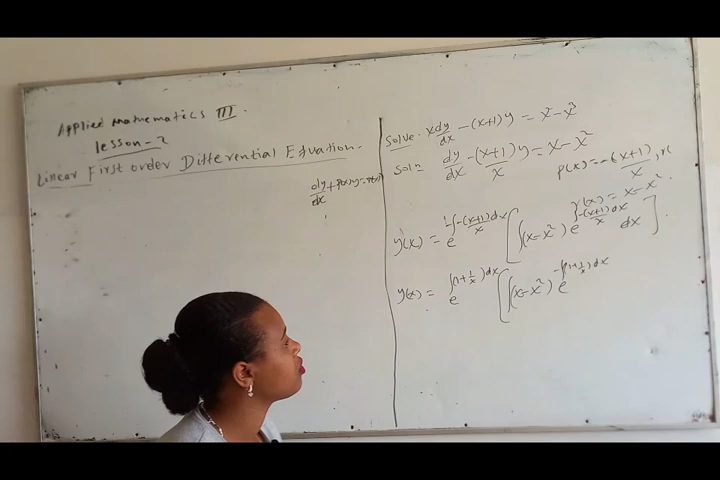 Applied Mathematics III.
lesson-2
Linear First order Differential Equation.
dy/dx + p(x)y = r(x)
Solve: x dy/dx - (x+1)y = x² - x³
Sol= dy/dx - (x+1)/x y = x - x²
p(x) = -(x+1)/x , r(
r(x) = x - x²
y(x) = e^{-∫-(x+1)/x dx} [∫(x-x²) e^{∫-(x+1)/x dx} dx].
y(x) = e^{∫(1+1/x)dx} [∫(x-x²) e^{-∫(1+1/x)dx}